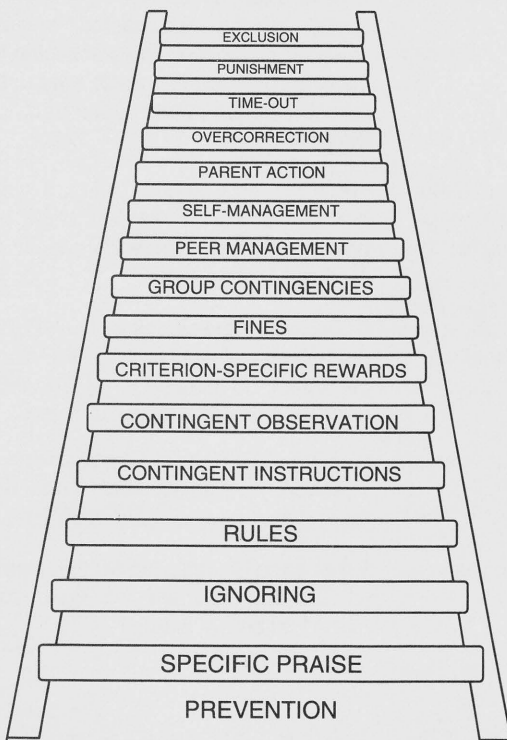 EXCLUSION
PUNISHMENT
TIME-OUT
OVERCORRECTION
PARENT ACTION
SELF-MANAGEMENT
PEER MANAGEMENT
GROUP CONTINGENCIES
FINES
CRITERION-SPECIFIC REWARDS
CONTINGENT OBSERVATION
CONTINGENT INSTRUCTIONS
RULES
IGNORING
SPECIFIC PRAISE
PREVENTION